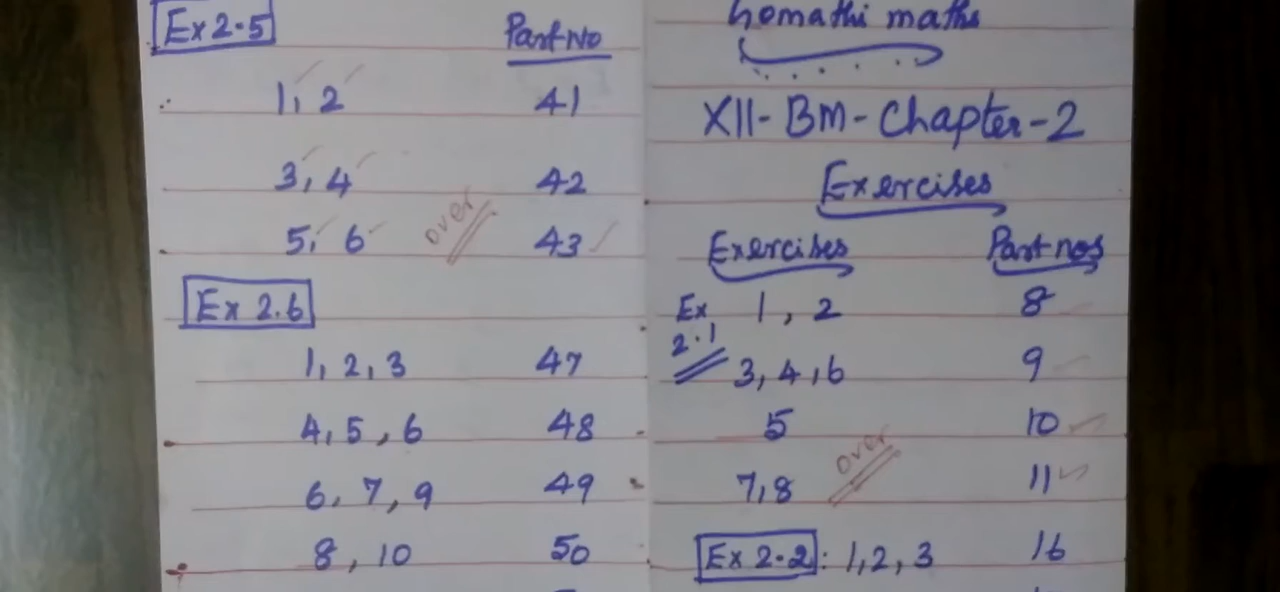 Ex 2.5 Part No
1, 2 41
3, 4 42
5, 6 over 43
Ex 2.6
1, 2, 3 47
4, 5, 6 48
6, 7, 9 49
8, 10 50
Gomathi maths
XII - BM - Chapter - 2
Exercises
Exercises Part nos
Ex 2.1 1, 2 8
3, 4, 6 9
5 10
7, 8 over 11
Ex 2.2 : 1, 2, 3 16